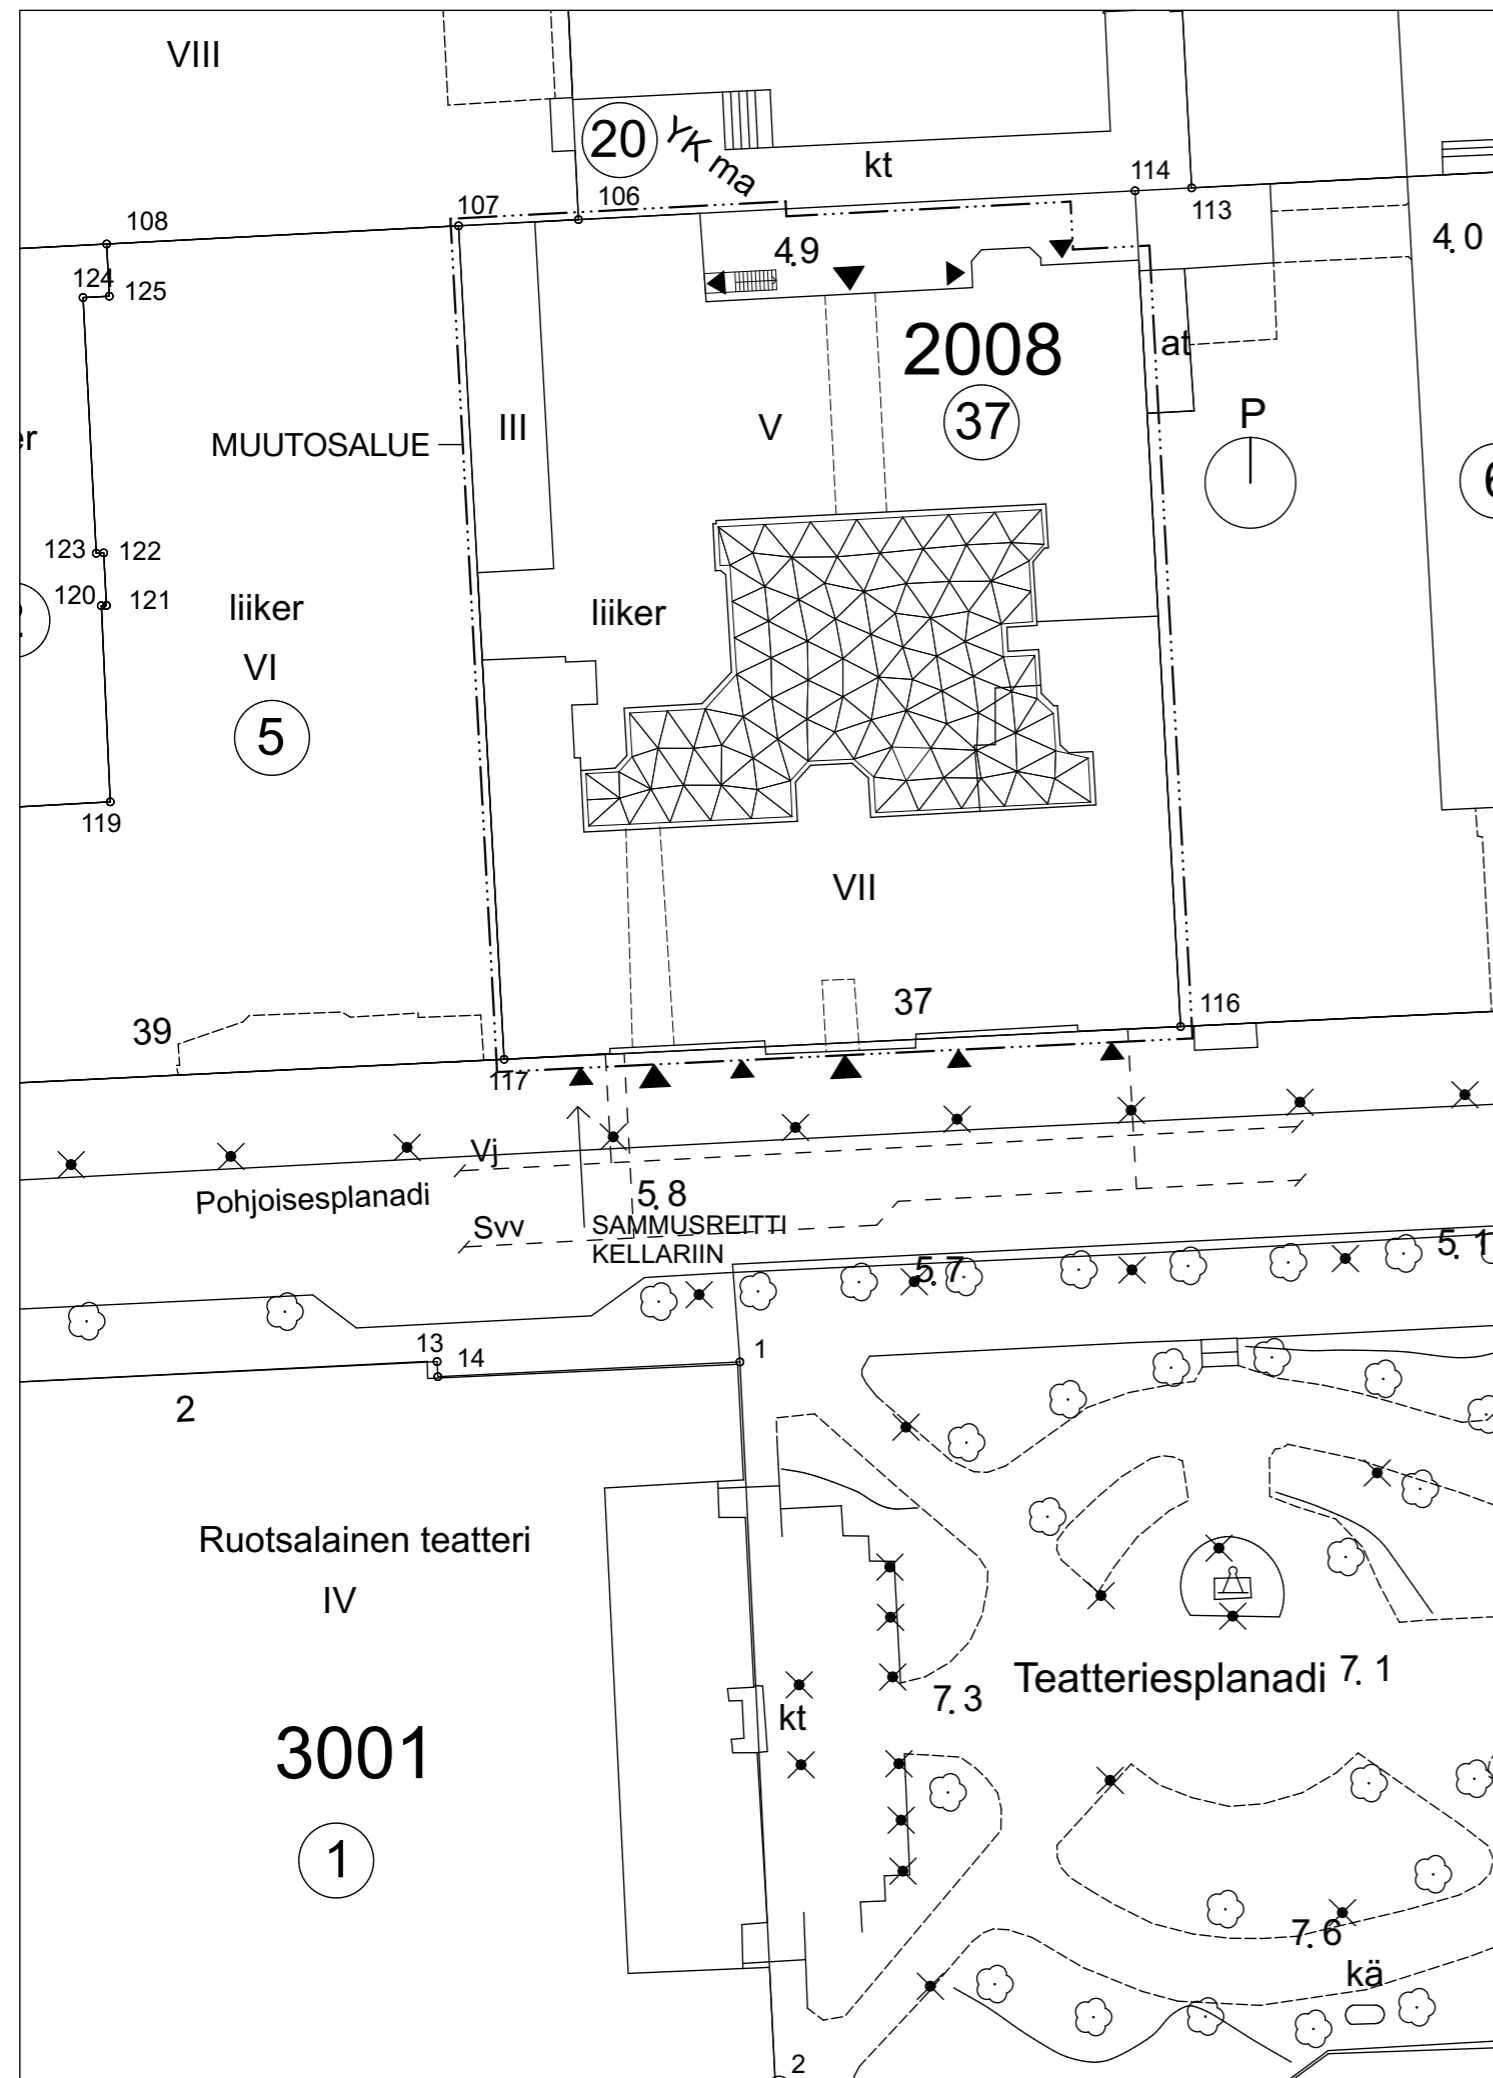 VIII
20
YK ma
kt
114
107
106
113
108
4.9
4.0
124
125
2008
at
37
P
MUUTOSALUE
III
V
123
122
120
121
liiker
liiker
VI
5
119
VII
37
39
116
117
Vj
Pohjoisesplanadi
5.8
Svv
SAMMUSREITTI
KELLARIIN
5.7
5.1
13
14
1
2
Ruotsalainen teatteri
IV
Teatteriesplanadi
7.1
7.3
kt
3001
1
7.6
kä
2